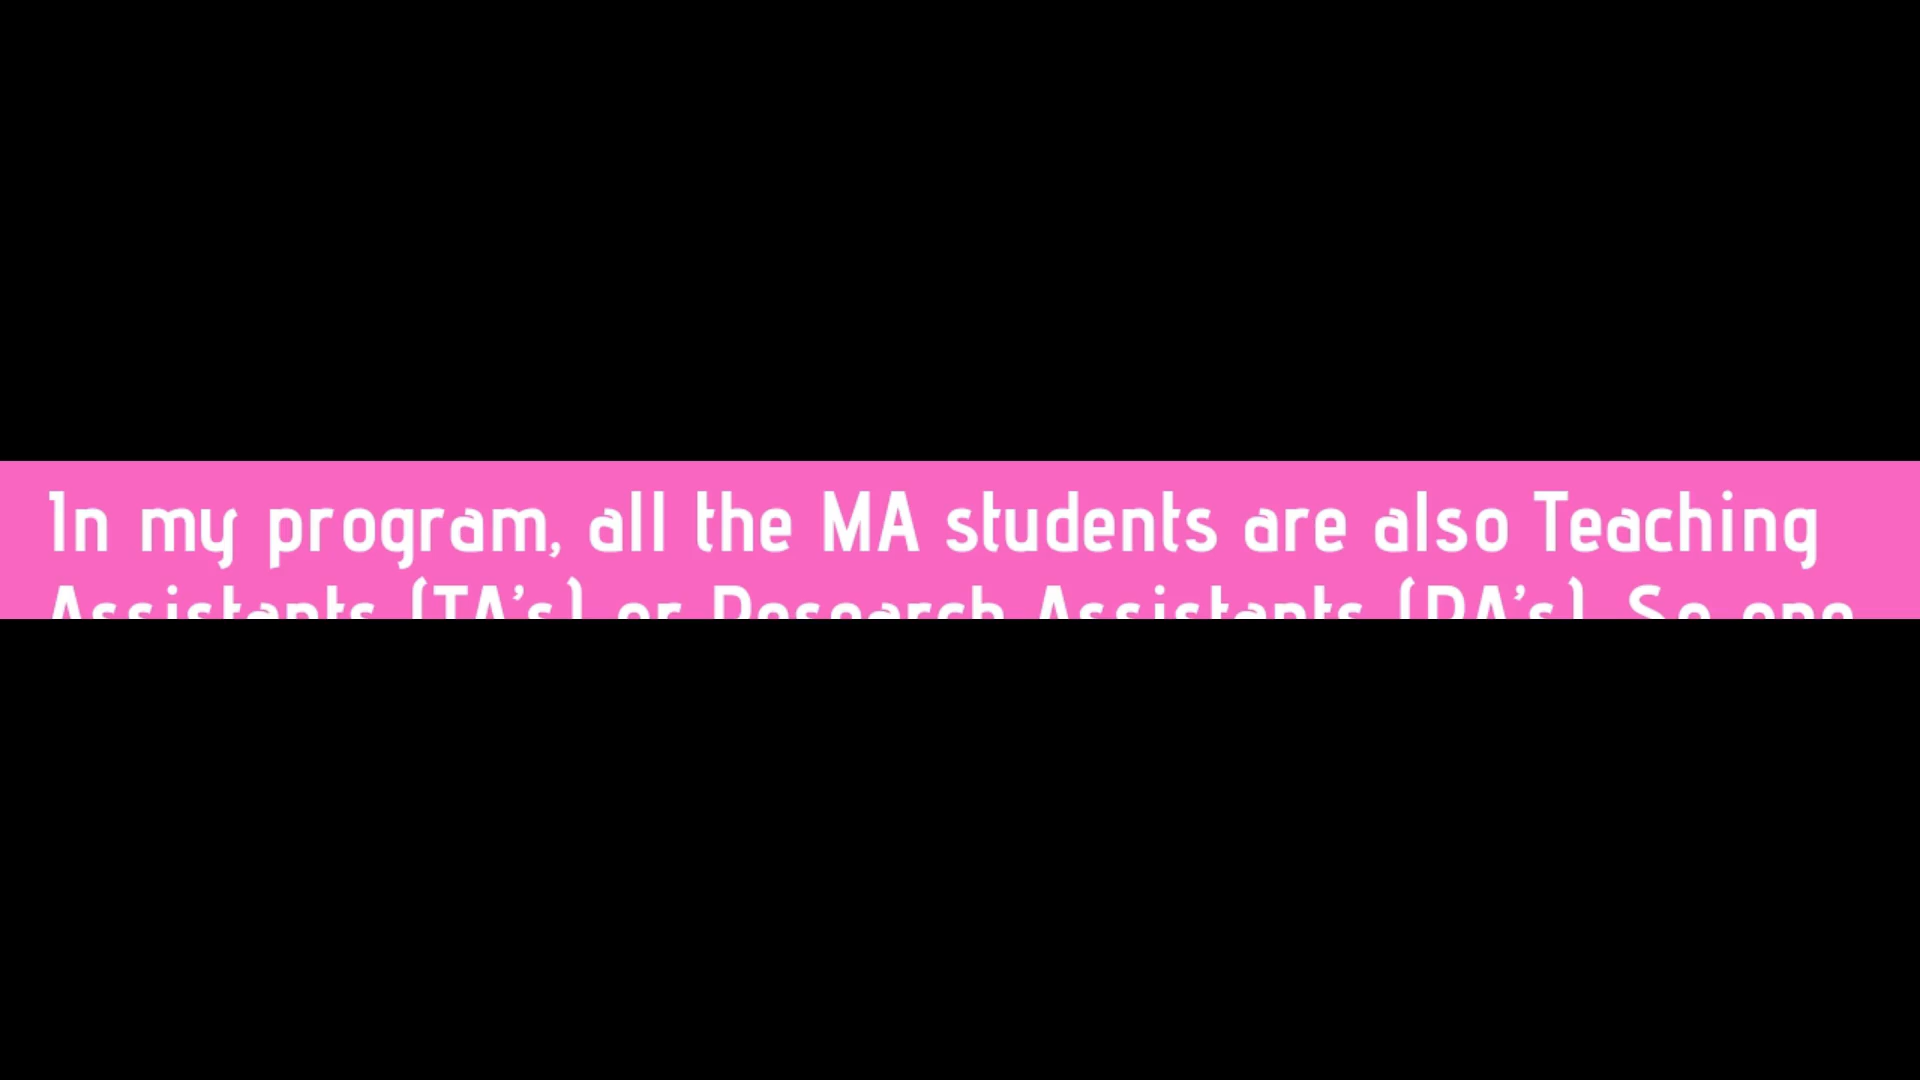 In my program, all the MA students are also Teaching
Assistants (TA's) or Research Assistants (RA's). So one